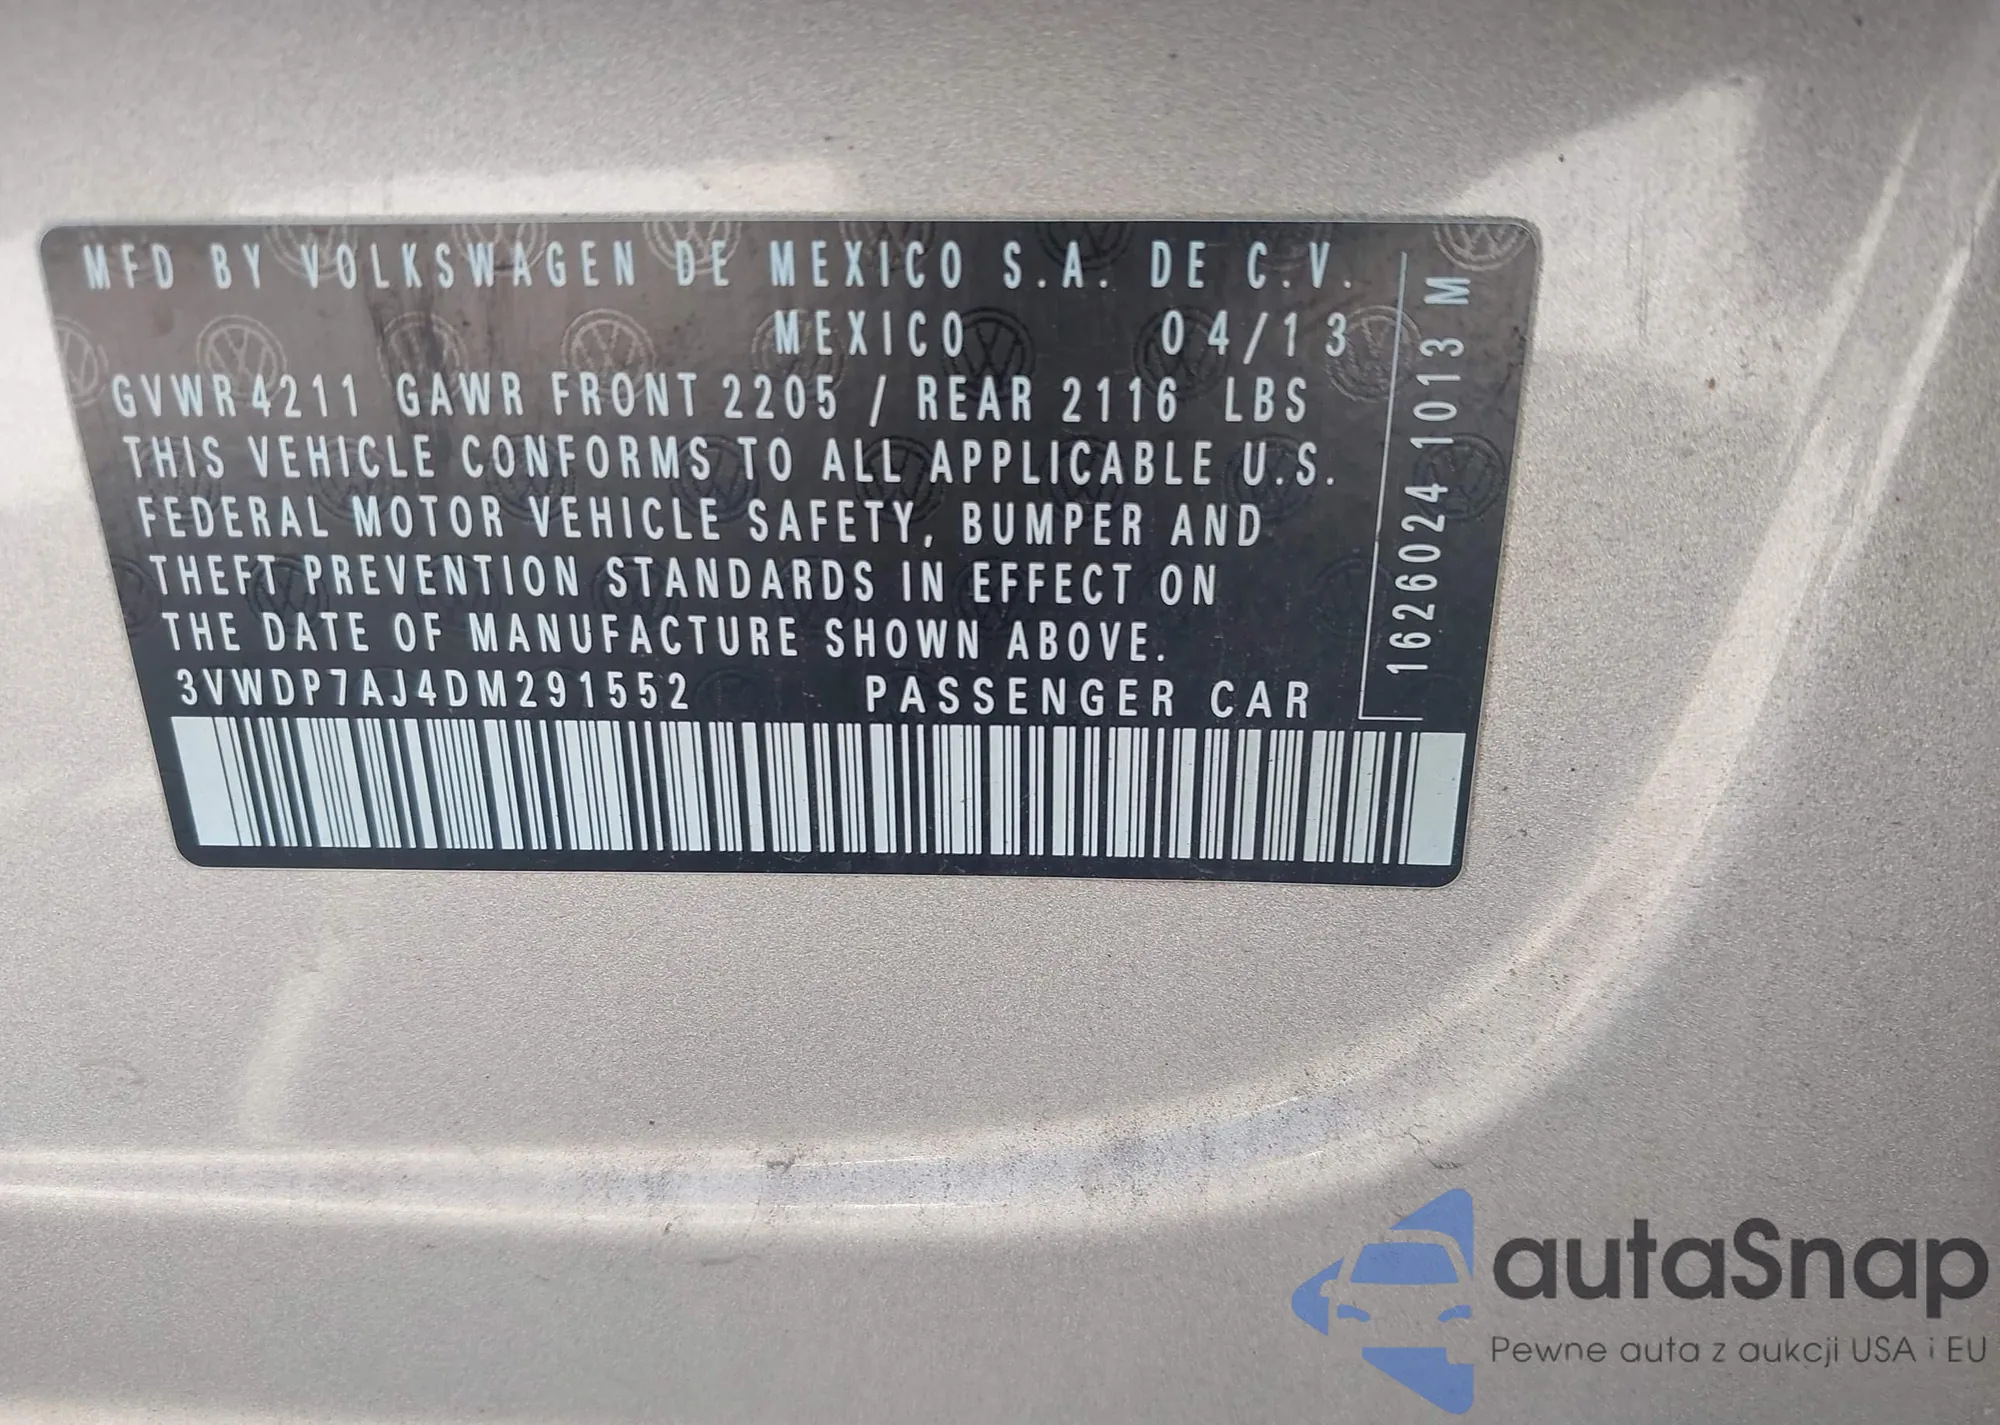 MFD BY VOLKSWAGEN DE MEXICO S.A. DE C.V.
MEXICO 04/13
GVWR 4211 GAWR FRONT 2205 / REAR 2116 LBS
THIS VEHICLE CONFORMS TO ALL APPLICABLE U.S.
FEDERAL MOTOR VEHICLE SAFETY, BUMPER AND
THEFT PREVENTION STANDARDS IN EFFECT ON
THE DATE OF MANUFACTURE SHOWN ABOVE.
3VWDP7AJ4DM291552 PASSENGER CAR
1626024 1013 M
autaSnap
Pewne auta z aukcji USA i EU